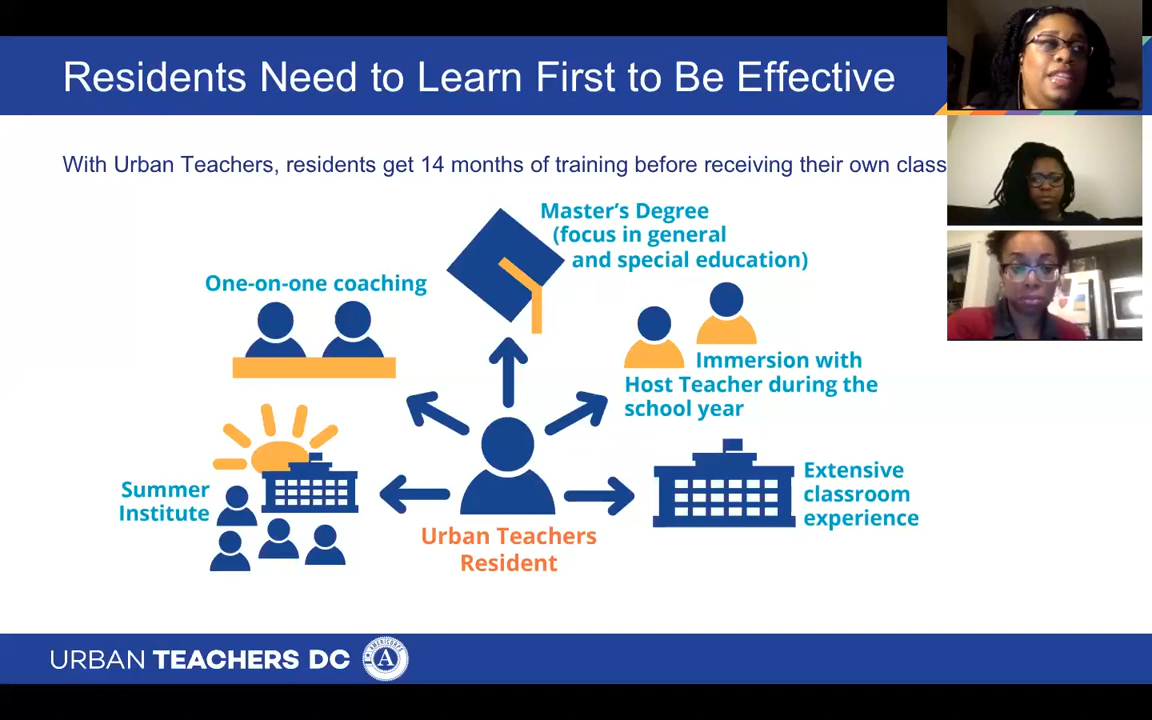 Residents Need to Learn First to Be Effective
With Urban Teachers, residents get 14 months of training before receiving their own class
Master's Degree
(focus in general
and special education)
One-on-one coaching
Immersion with
Host Teacher during the
school year
Summer
Institute
Extensive
classroom
experience
Urban Teachers
Resident
URBAN TEACHERS DC
AMERICORPS
A